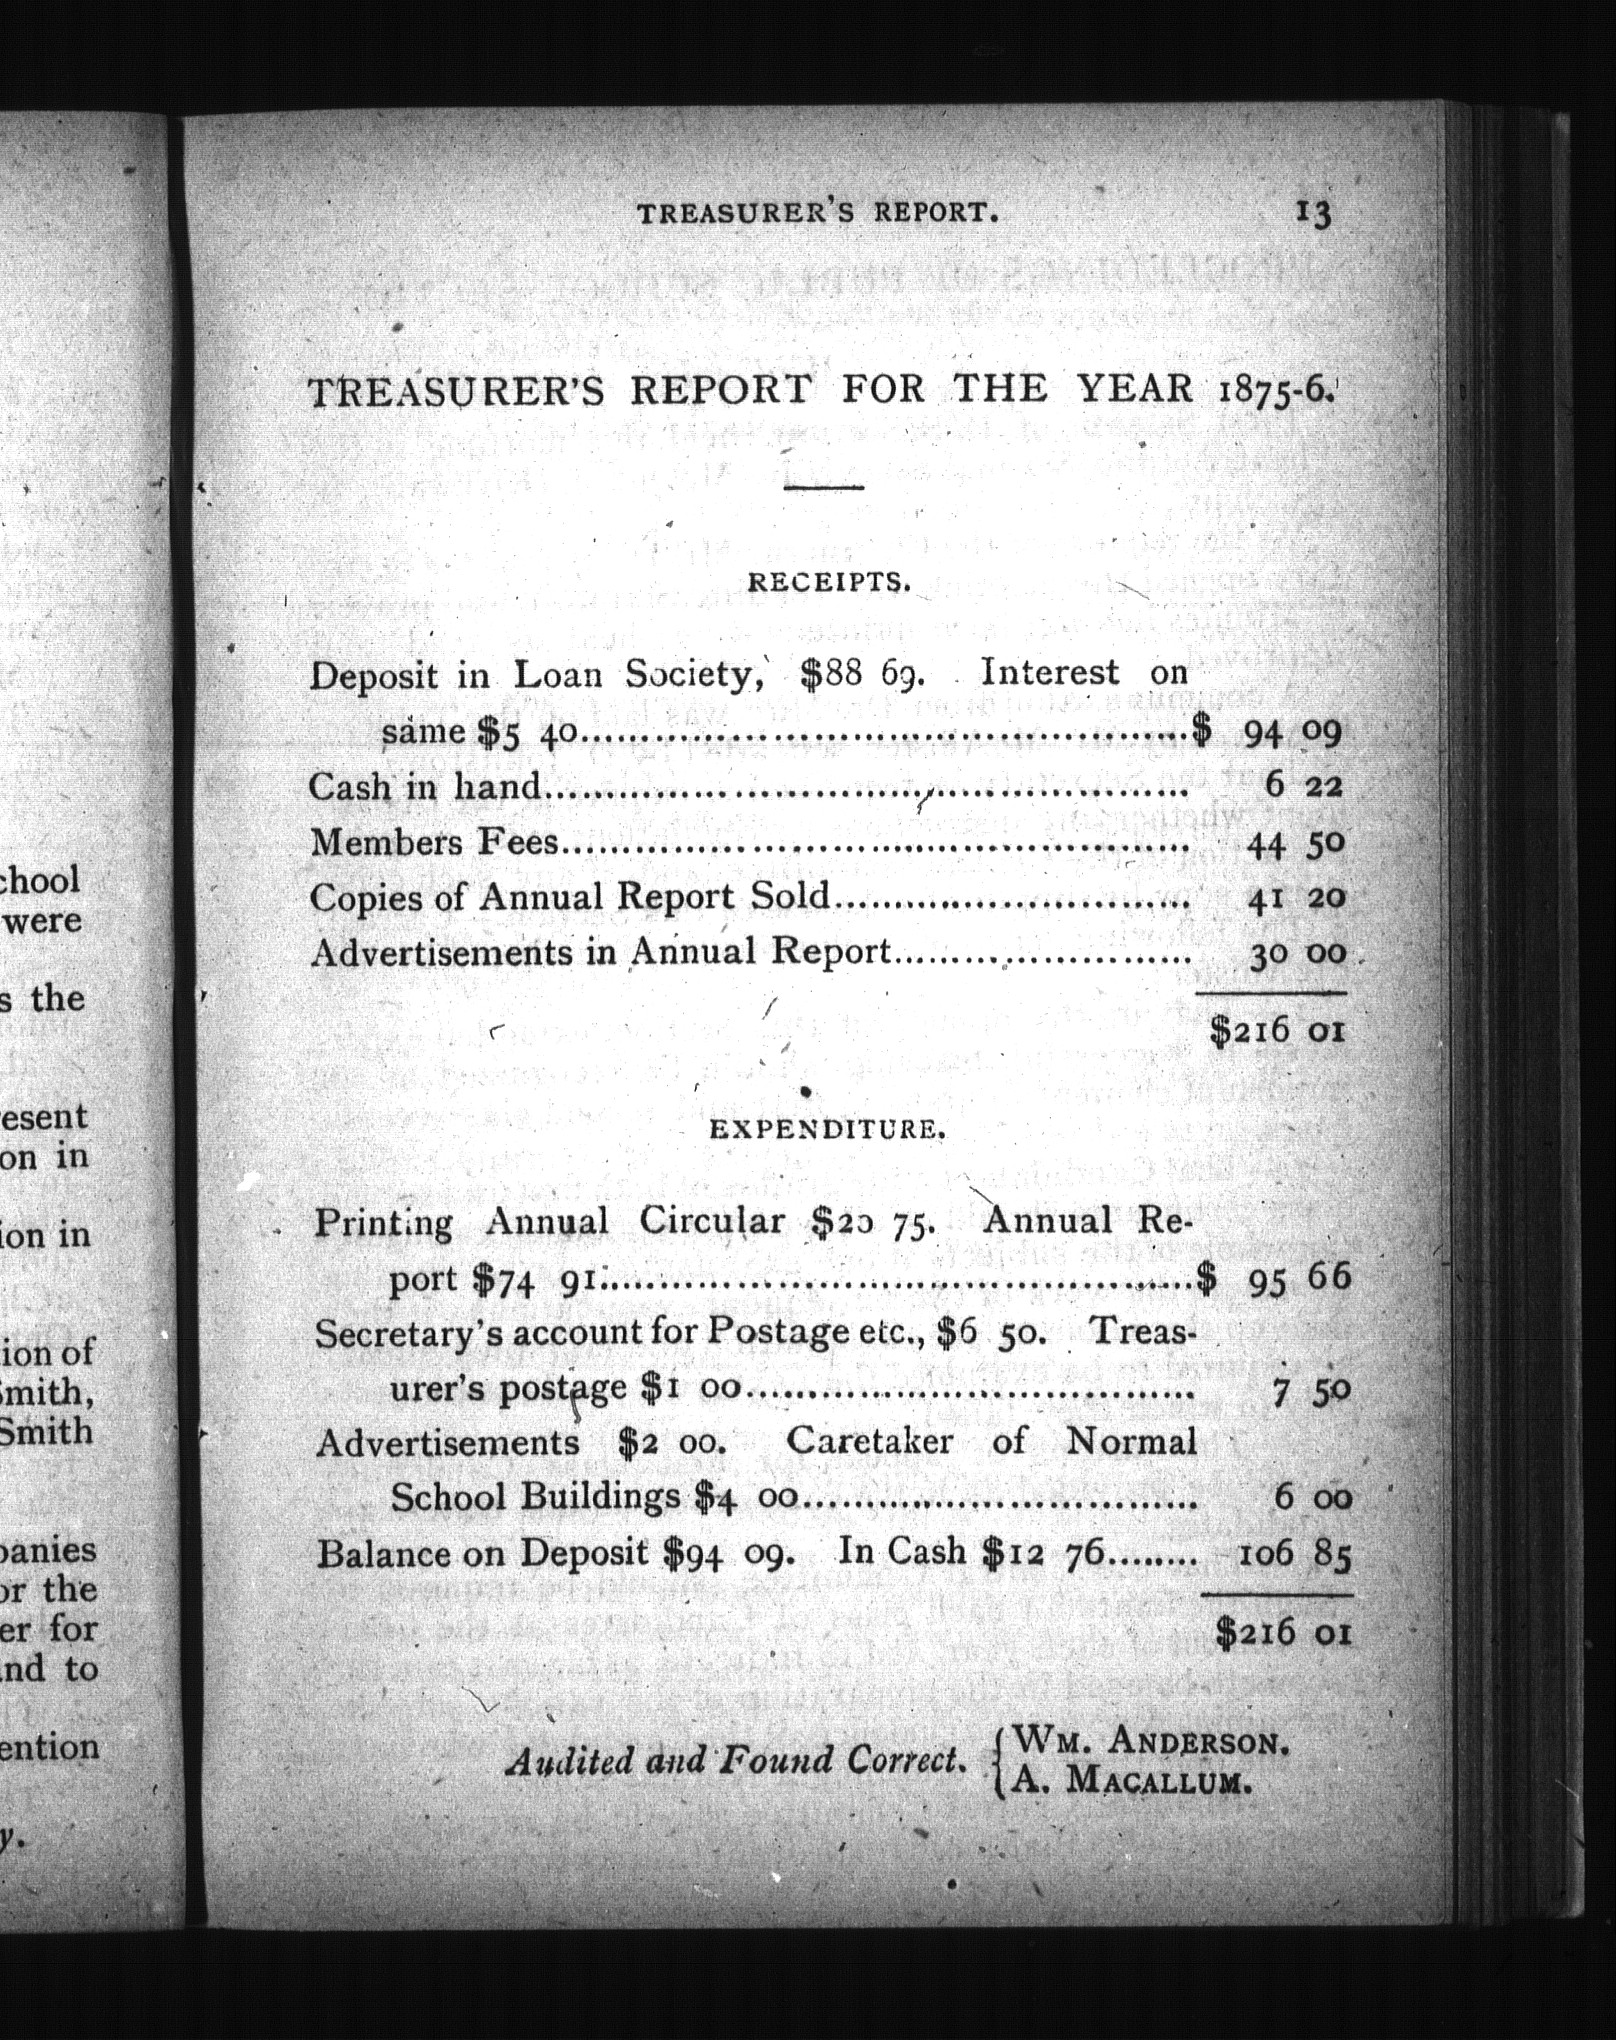 TREASURER'S REPORT. 13
TREASURER'S REPORT FOR THE YEAR 1875-6.
RECEIPTS.
Deposit in Loan Society, $88 69. Interest on
same $5 40..................................................$ 94 09
Cash in hand..................................................... 6 22
Members Fees.................................................... 44 50
Copies of Annual Report Sold............................. 41 20
Advertisements in Annual Report........................ 30 00
$216 01
EXPENDITURE.
Printing Annual Circular $20 75. Annual Re-
port $74 91.................................................$ 95 66
Secretary's account for Postage etc., $6 50. Treas-
urer's postage $1 00.................................... 7 50
Advertisements $2 00. Caretaker of Normal
School Buildings $4 00................................ 6 00
Balance on Deposit $94 09. In Cash $12 76........ 106 85
$216 01
Audited and Found Correct. { WM. ANDERSON.
A. MACALLUM.
chool
were
s the
esent
on in
ion in
ion of
Smith,
Smith
panies
or the
er for
and to
ention
y.